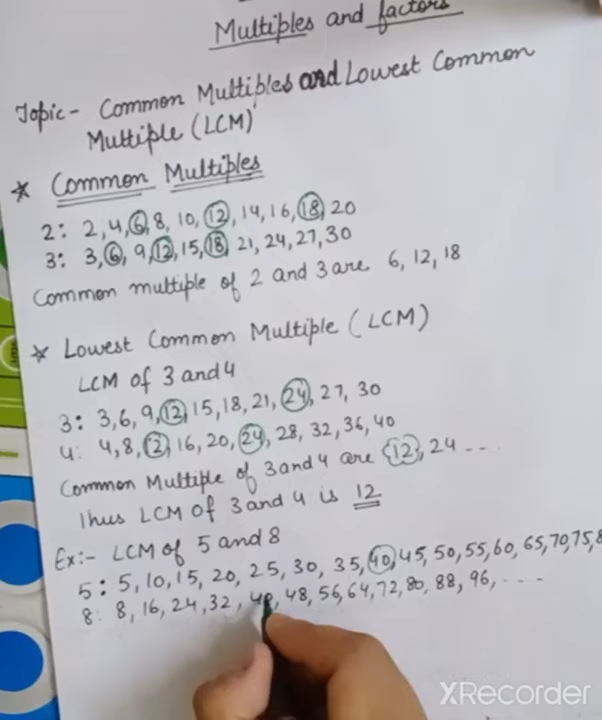 Multiples and factors
Topic- Common Multiples and Lowest Common
Multiple (LCM)
* Common Multiples
2: 2, 4, 6, 8, 10, 12, 14, 16, 18, 20
3: 3, 6, 9, 12, 15, 18, 21, 24, 27, 30
Common multiple of 2 and 3 are 6, 12, 18
* Lowest Common Multiple (LCM)
LCM of 3 and 4
3: 3, 6, 9, 12, 15, 18, 21, 24, 27, 30
4: 4, 8, 12, 16, 20, 24, 28, 32, 36, 40
Common Multiple of 3 and 4 are 12, 24 ....
Thus LCM of 3 and 4 is 12
Ex:- LCM of 5 and 8
5: 5, 10, 15, 20, 25, 30, 35, 40, 45, 50, 55, 60, 65, 70, 75, 8
8: 8, 16, 24, 32, 40, 48, 56, 64, 72, 80, 88, 96, ....
XRecorder